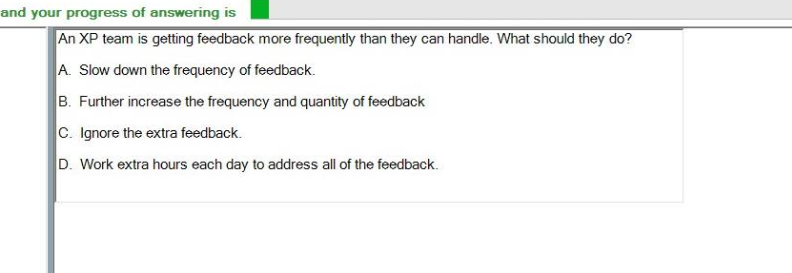 and your progress of answering is
An XP team is getting feedback more frequently than they can handle. What should they do?
A. Slow down the frequency of feedback.
B. Further increase the frequency and quantity of feedback
C. Ignore the extra feedback.
D. Work extra hours each day to address all of the feedback.